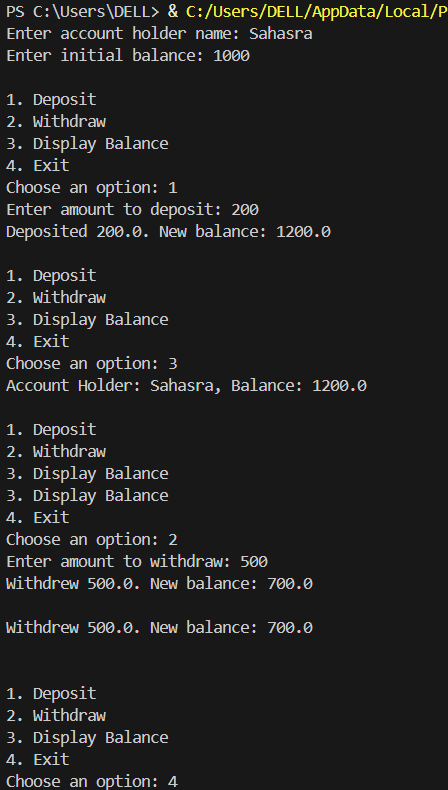 PS C:\Users\DELL> & C:/Users/DELL/AppData/Local/P
Enter account holder name: Sahasra
Enter initial balance: 1000
1. Deposit
2. Withdraw
3. Display Balance
4. Exit
Choose an option: 1
Enter amount to deposit: 200
Deposited 200.0. New balance: 1200.0
1. Deposit
2. Withdraw
3. Display Balance
4. Exit
Choose an option: 3
Account Holder: Sahasra, Balance: 1200.0
1. Deposit
2. Withdraw
3. Display Balance
3. Display Balance
4. Exit
Choose an option: 2
Enter amount to withdraw: 500
Withdrew 500.0. New balance: 700.0
Withdrew 500.0. New balance: 700.0
1. Deposit
2. Withdraw
3. Display Balance
4. Exit
Choose an option: 4